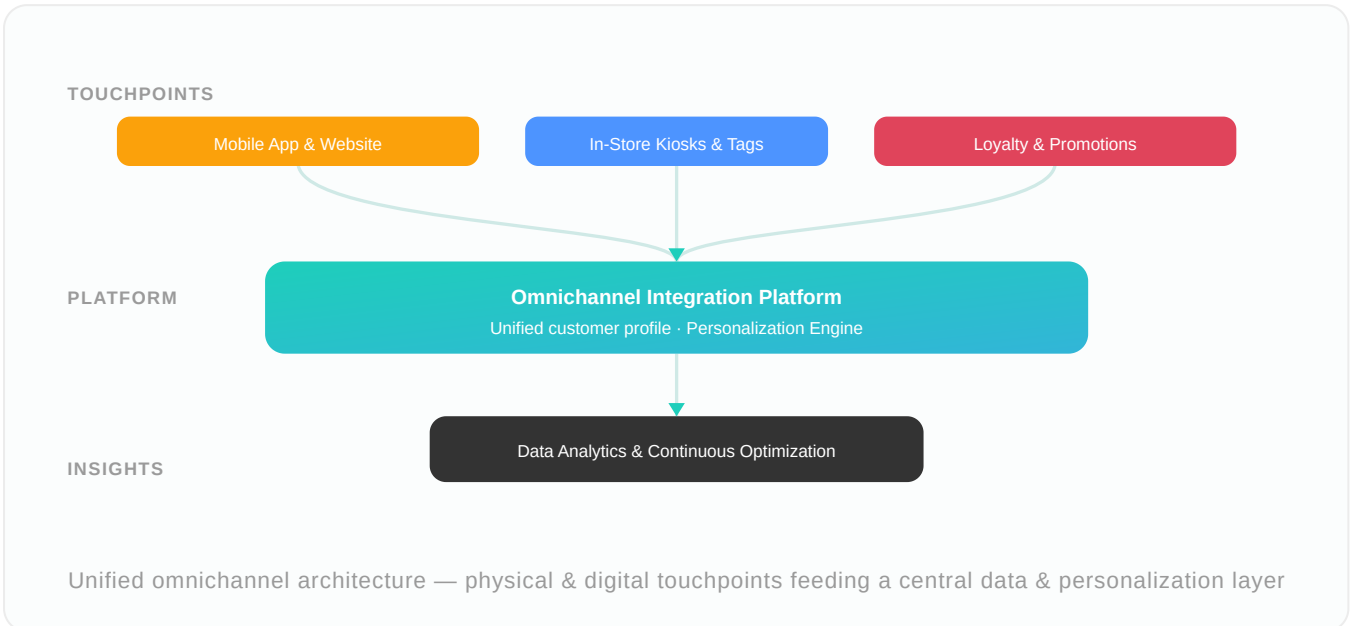 TOUCHPOINTS
Mobile App & Website
In-Store Kiosks & Tags
Loyalty & Promotions
PLATFORM
Omnichannel Integration Platform
Unified customer profile · Personalization Engine
Data Analytics & Continuous Optimization
INSIGHTS
Unified omnichannel architecture — physical & digital touchpoints feeding a central data & personalization layer